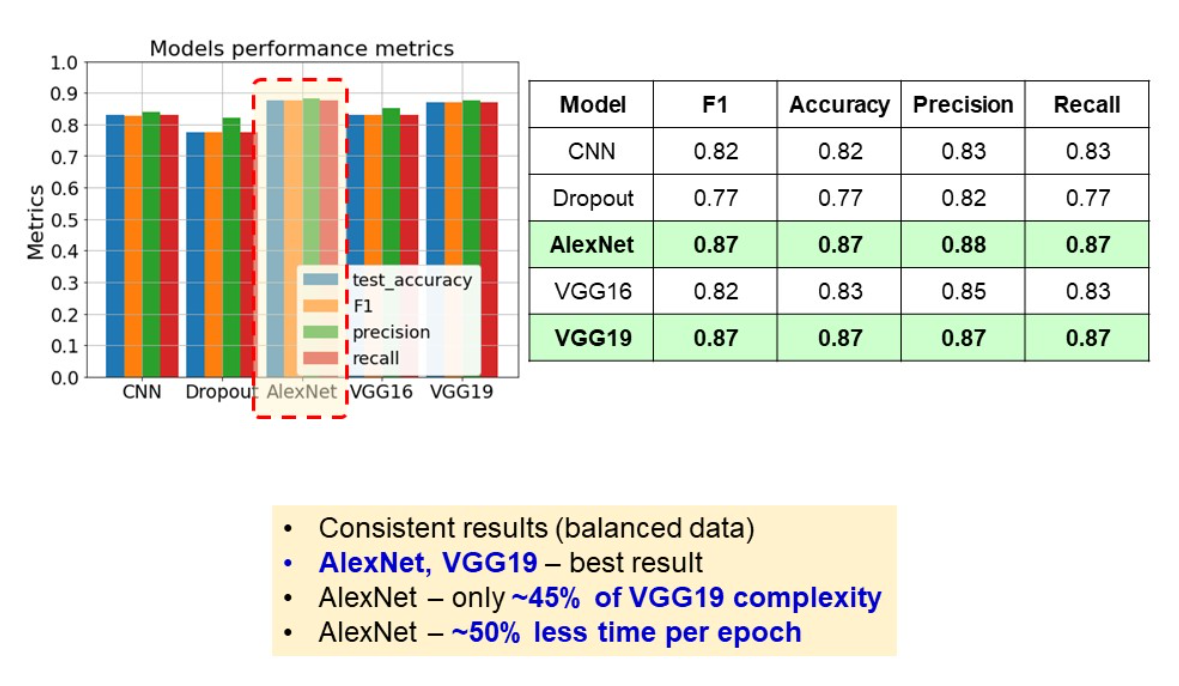 Models performance metrics
1.0
0.9
0.8
0.7
0.6
0.5
0.4
0.3
0.2
0.1
0.0
Metrics
test_accuracy
F1
precision
recall
CNN Dropout AlexNet VGG16 VGG19
Model F1 Accuracy Precision Recall
CNN 0.82 0.82 0.83 0.83
Dropout 0.77 0.77 0.82 0.77
AlexNet 0.87 0.87 0.88 0.87
VGG16 0.82 0.83 0.85 0.83
VGG19 0.87 0.87 0.87 0.87
• Consistent results (balanced data)
• AlexNet, VGG19 – best result
• AlexNet – only ~45% of VGG19 complexity
• AlexNet – ~50% less time per epoch